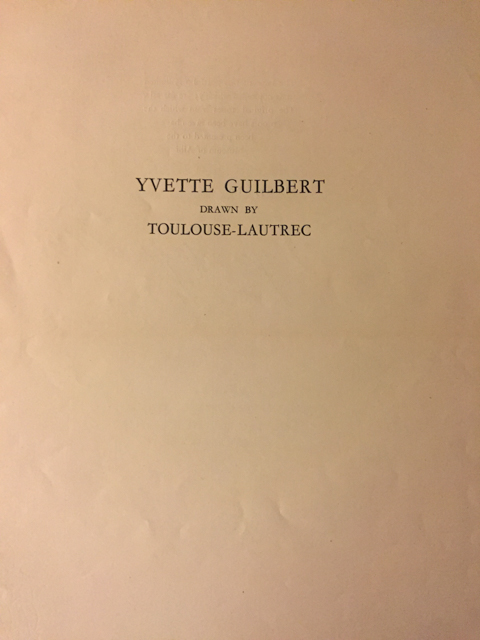 YVETTE GUILBERT
DRAWN BY
TOULOUSE-LAUTREC